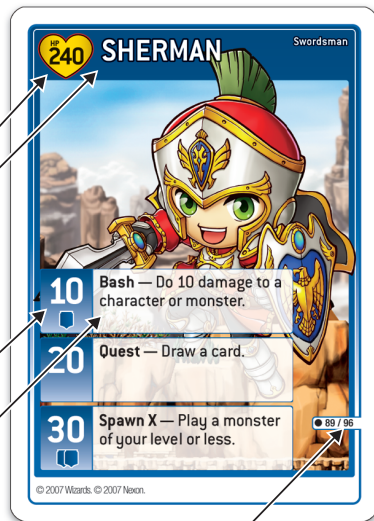 HP
240
SHERMAN
Swordsman
10
Bash — Do 10 damage to a
character or monster.
20
Quest — Draw a card.
30
Spawn X — Play a monster
of your level or less.
● 89 / 96
© 2007 Wizards. © 2007 Nexon.